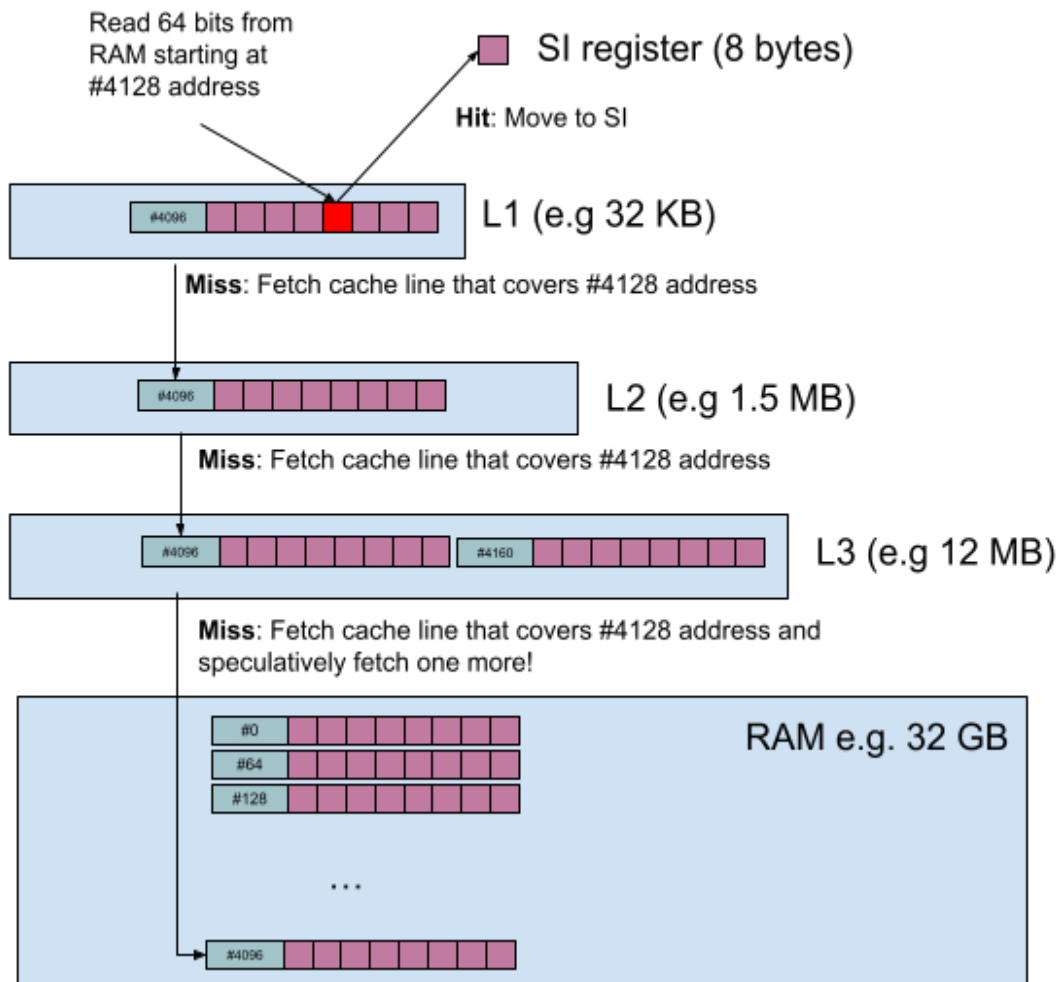 Read 64 bits from
RAM starting at
#4128 address
SI register (8 bytes)
Hit: Move to SI
#4096
L1 (e.g 32 KB)
Miss: Fetch cache line that covers #4128 address
#4096
L2 (e.g 1.5 MB)
Miss: Fetch cache line that covers #4128 address
#4096
#4160
L3 (e.g 12 MB)
Miss: Fetch cache line that covers #4128 address and
speculatively fetch one more!
RAM e.g. 32 GB
#0
#64
#128
...
#4096